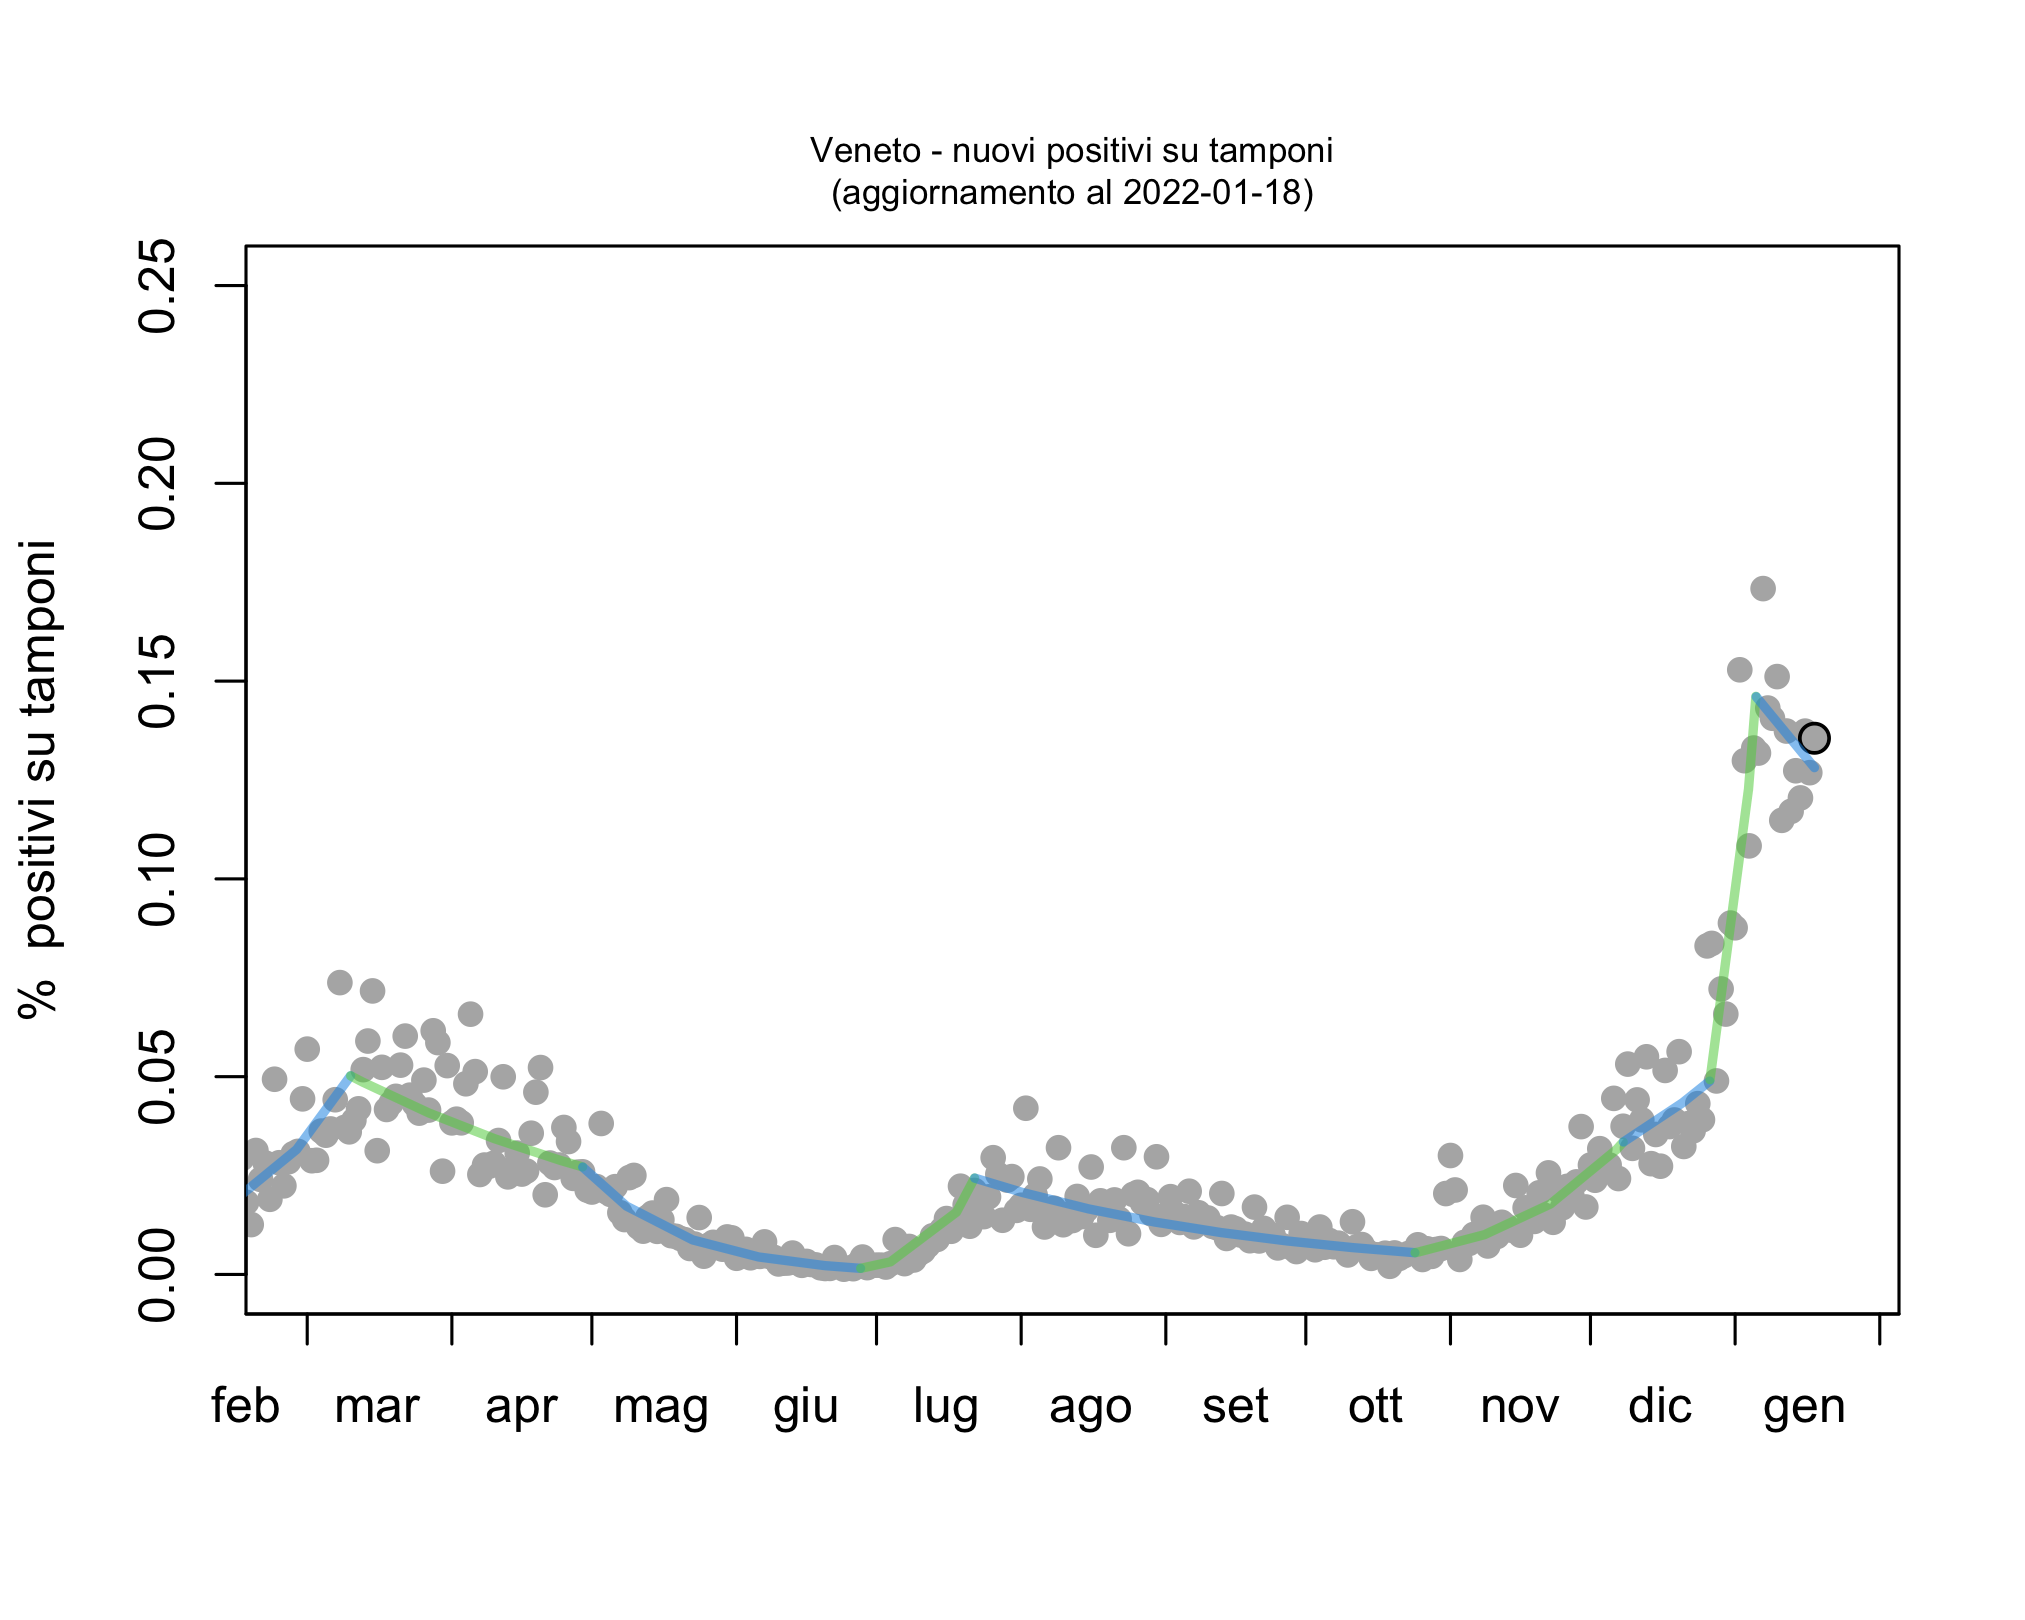 Veneto - nuovi positivi su tamponi
(aggiornamento al 2022-01-18)
% positivi su tamponi
0.25
0.20
0.15
0.10
0.05
0.00
feb mar apr mag giu lug ago set ott nov dic gen